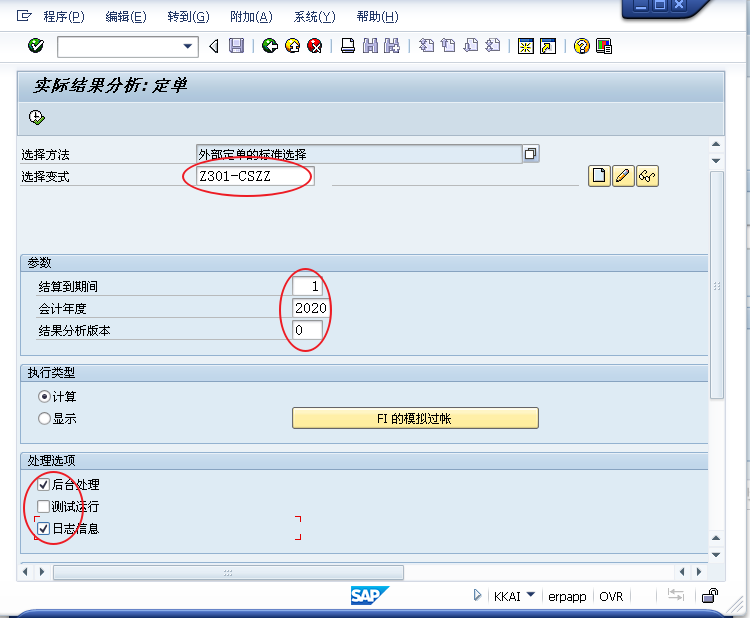 程序(P) 编辑(E) 转到(G) 附加(A) 系统(Y) 帮助(H)
实际结果分析: 定单
选择方法 外部定单的标准选择
选择变式 Z301-CSZZ
参数
结算到期间 1
会计年度 2020
结果分析版本 0
执行类型
计算
显示 FI 的模拟过帐
处理选项
后台处理
测试运行
日志信息
SAP KKAI erpapp OVR